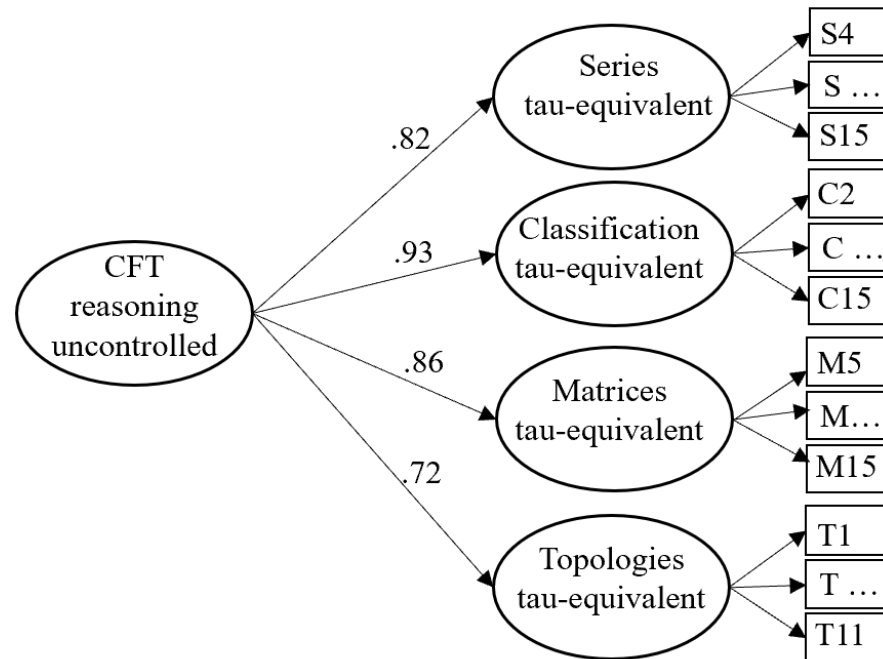 CFT
reasoning
uncontrolled
.82
.93
.86
.72
Series
tau-equivalent
Classification
tau-equivalent
Matrices
tau-equivalent
Topologies
tau-equivalent
S4
S ...
S15
C2
C ...
C15
M5
M...
M15
T1
T ...
T11